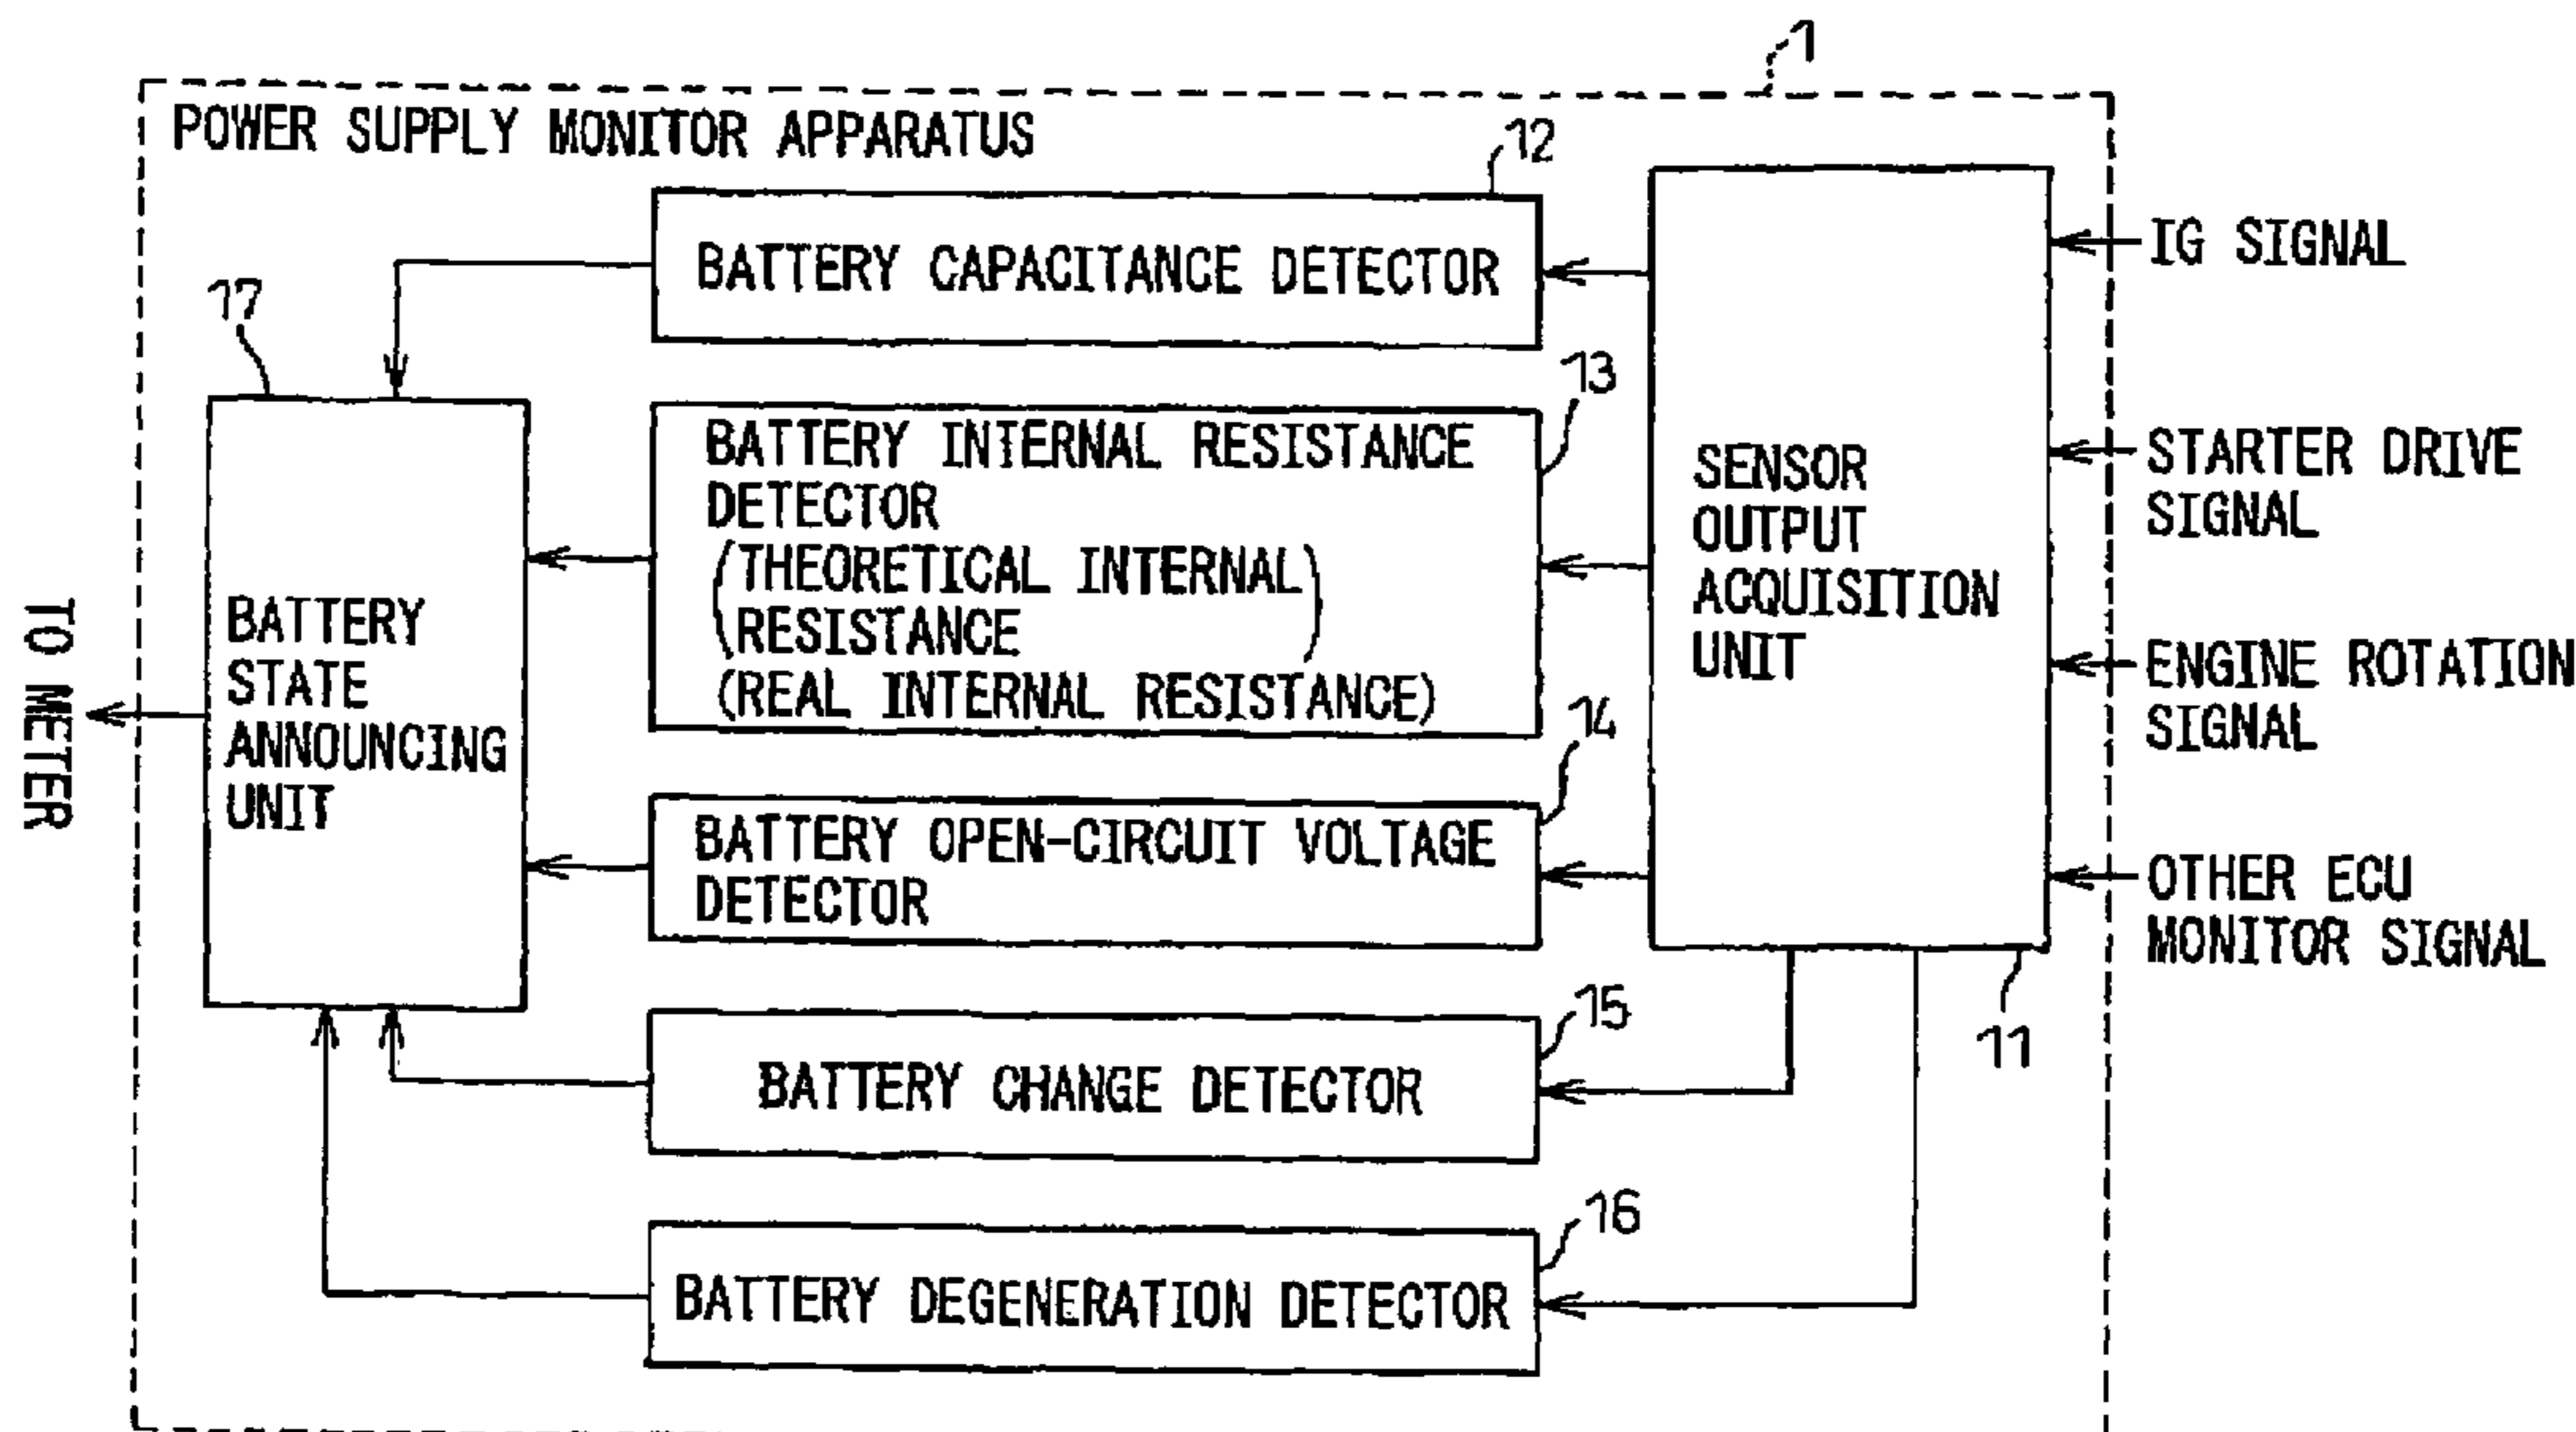 1
POWER SUPPLY MONITOR APPARATUS
12
BATTERY CAPACITANCE DETECTOR
17
BATTERY
STATE
ANNOUNCING
UNIT
TO METER
13
BATTERY INTERNAL RESISTANCE
DETECTOR
(THEORETICAL INTERNAL
RESISTANCE)
(REAL INTERNAL RESISTANCE)
14
BATTERY OPEN-CIRCUIT VOLTAGE
DETECTOR
15
BATTERY CHANGE DETECTOR
16
BATTERY DEGENERATION DETECTOR
SENSOR
OUTPUT
ACQUISITION
UNIT
11
IG SIGNAL
STARTER DRIVE
SIGNAL
ENGINE ROTATION
SIGNAL
OTHER ECU
MONITOR SIGNAL